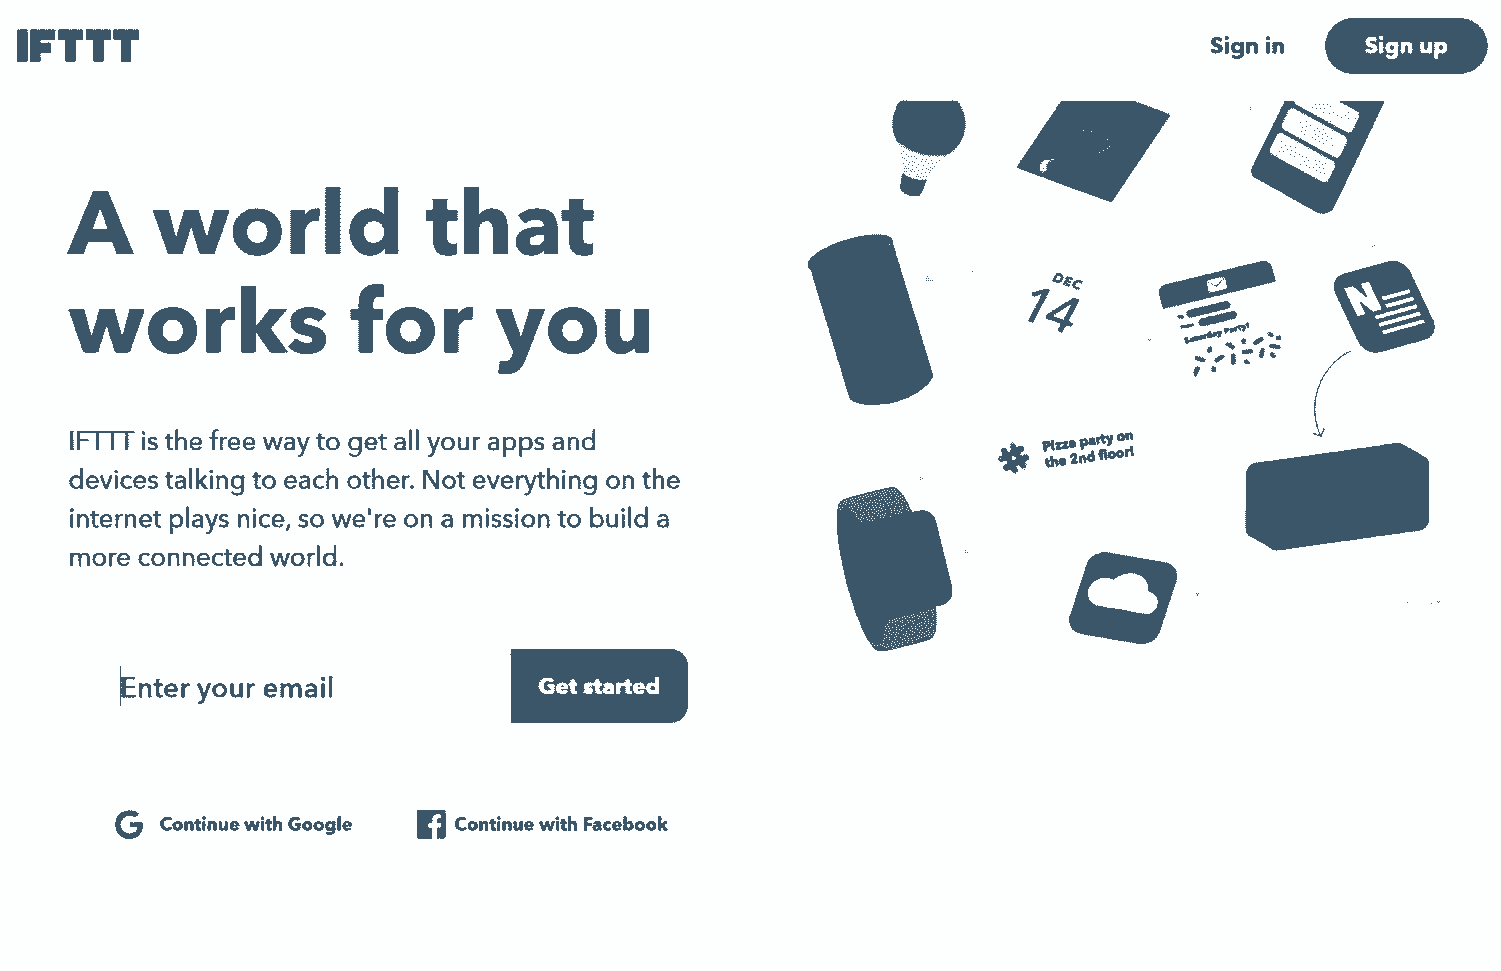 IFTTT
Sign in
Sign up
A world that
works for you
IFTTT is the free way to get all your apps and
devices talking to each other. Not everything on the
internet plays nice, so we're on a mission to build a
more connected world.
Enter your email
Get started
Continue with Google
Continue with Facebook
DEC
14
Saturday Party!
N
Pizza party on
the 2nd floor!